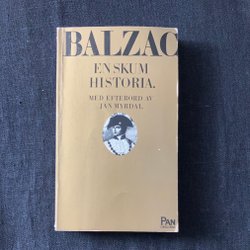 BALZAC
EN SKUM
HISTORIA.
MED EFTERORD AV
JAN MYRDAL
PAN